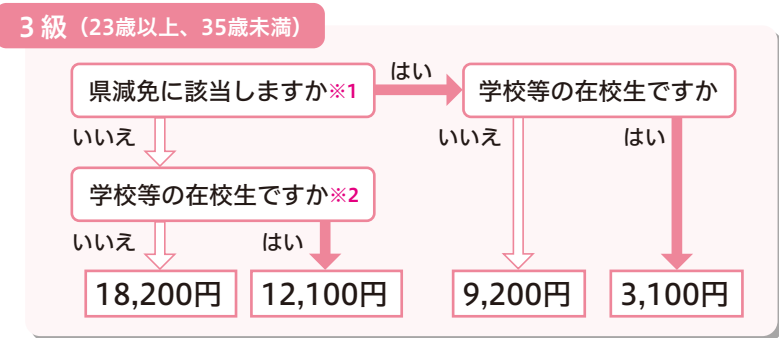 3級（23歳以上、35歳未満）
はい
県減免に該当しますか※1
学校等の在校生ですか
いいえ
いいえ
はい
学校等の在校生ですか※2
いいえ
はい
18,200円
12,100円
9,200円
3,100円